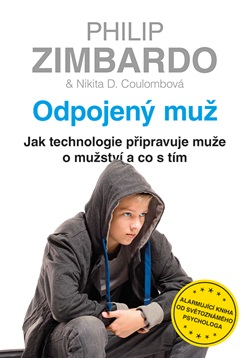 PHILIP
ZIMBARDO
& Nikita D. Coulombová
Odpojený muž
Jak technologie připravuje muže
o mužství a co s tím
ALARMUJÍCÍ KNIHA
OD SVĚTOZNÁMÉHO
PSYCHOLOGA